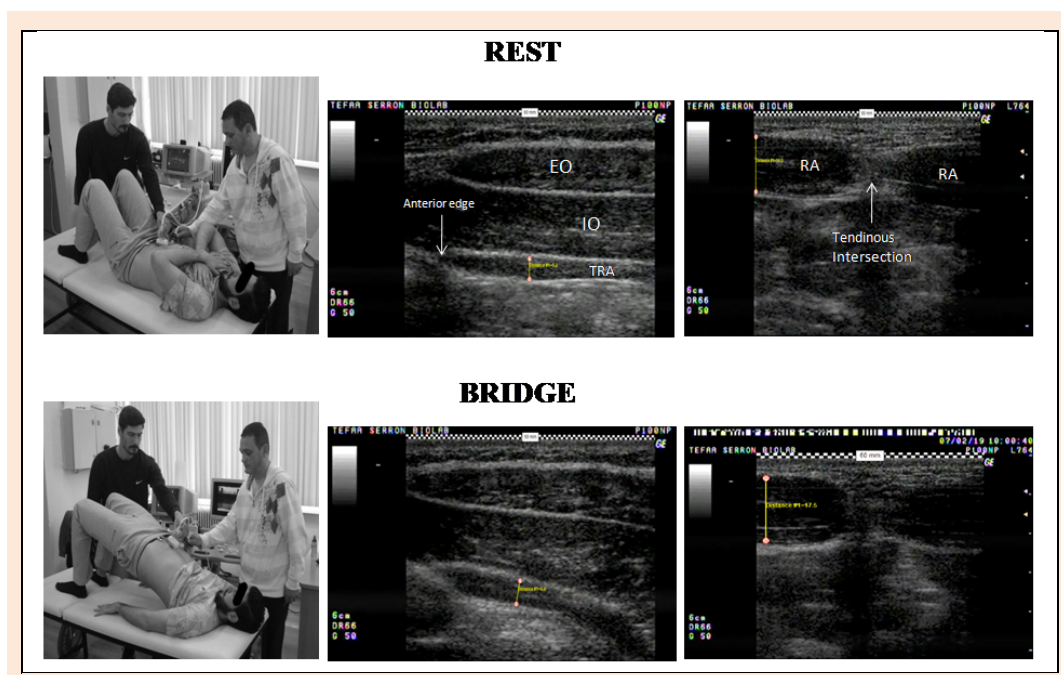 REST
TEFAA SERRON BIOLAB P100NP
GE
EO
Anterior edge
IO
TRA
TEFAA SERRON BIOLAB P100NP L764
GE
RA
RA
Tendinous
Intersection
6cm
DR66
G 50
6cm
DR66
G 50
BRIDGE
TEFAA SERRON BIOLAB P100NP
GE
6cm
DR66
G 50
07/02/19 10:00:40
TEFAA SERRON BIOLAB P100NP L764
60 mm
GE
6cm
DR66
G 50